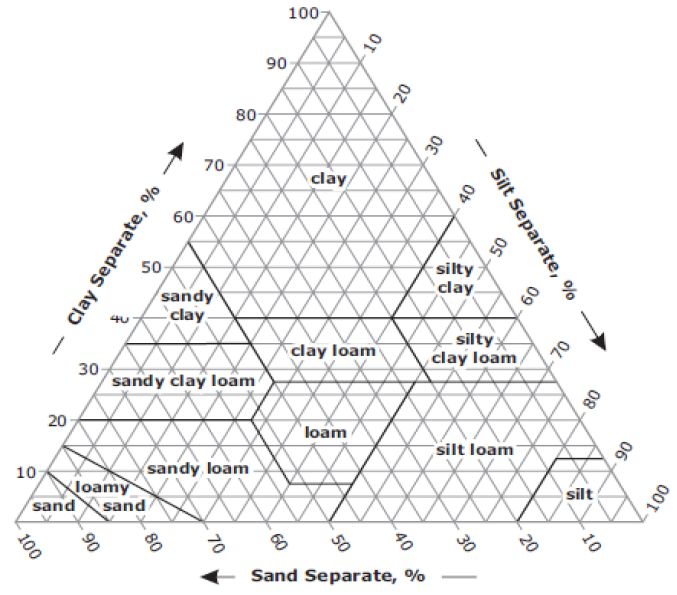 100
10
90
20
80
30
70
clay
40
60
Clay Separate, %
Silt Separate, %
50
50
silty
clay
60
sandy
clay
40
70
silty
clay loam
clay loam
30
sandy clay loam
80
20
loam
silt loam
90
10
sandy loam
loamy
sand
sand
silt
100
100
90
80
70
60
50
40
30
20
10
Sand Separate, %